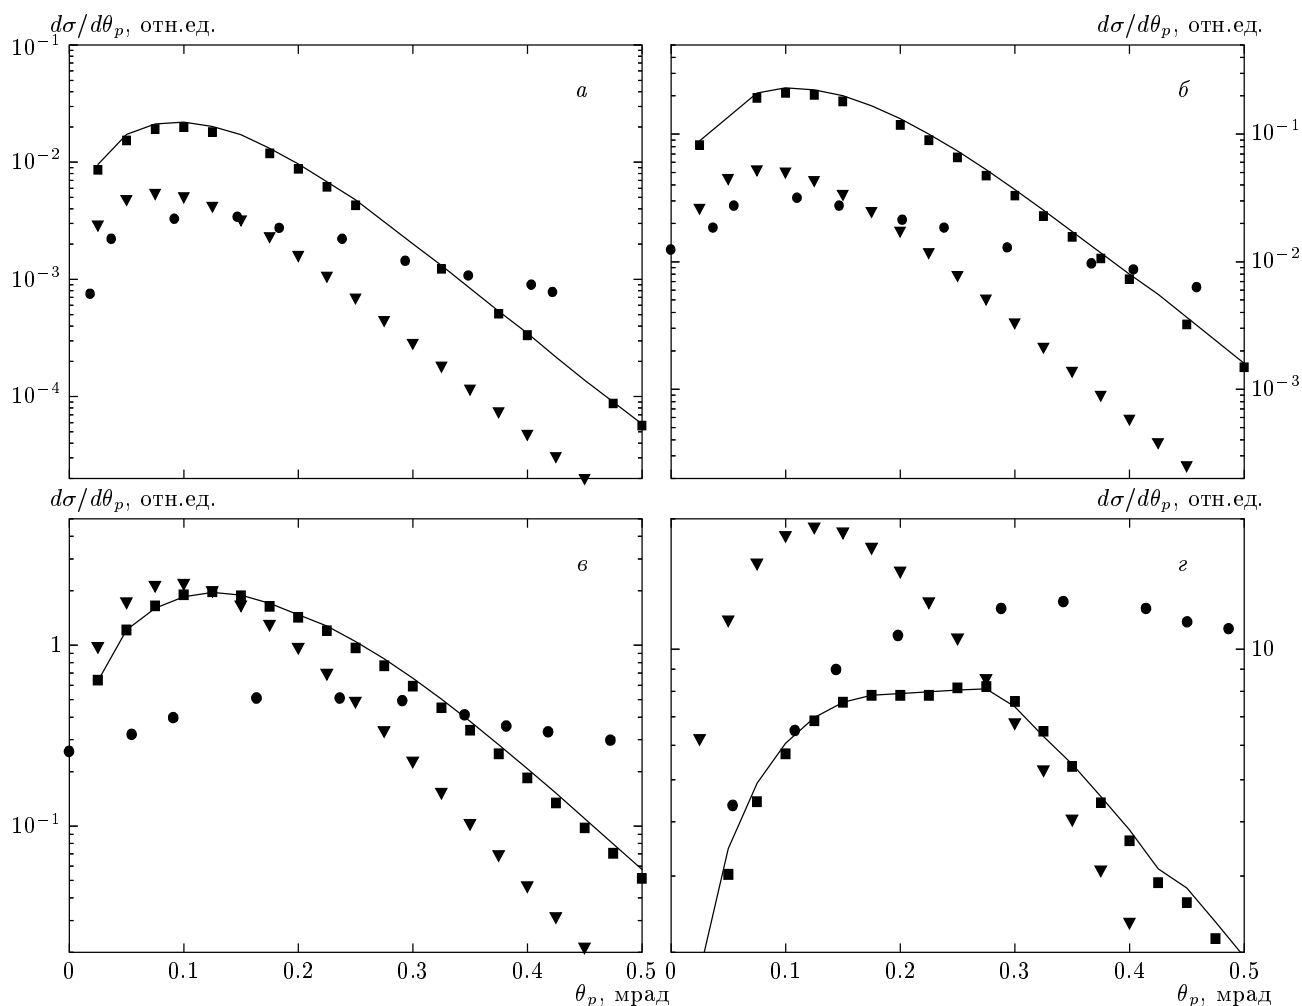 dσ/dθ_p, отн.ед.
dσ/dθ_p, отн.ед.
10^−1
10^−2
10^−3
10^−4
а
б
10^−1
10^−2
10^−3
dσ/dθ_p, отн.ед.
dσ/dθ_p, отн.ед.
1
10^−1
в
г
10
0 0.1 0.2 0.3 0.4 0.5
0 0.1 0.2 0.3 0.4 0.5
θ_p, мрад
θ_p, мрад